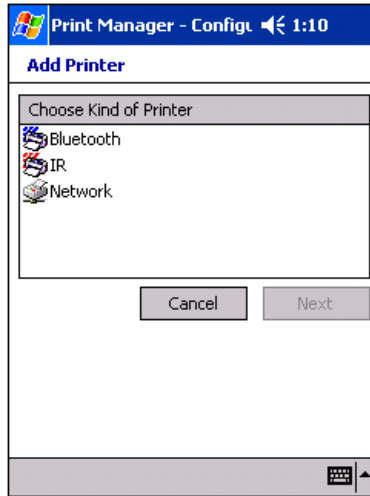 Print Manager - Configu 1:10
Add Printer
Choose Kind of Printer
Bluetooth
IR
Network
Cancel Next